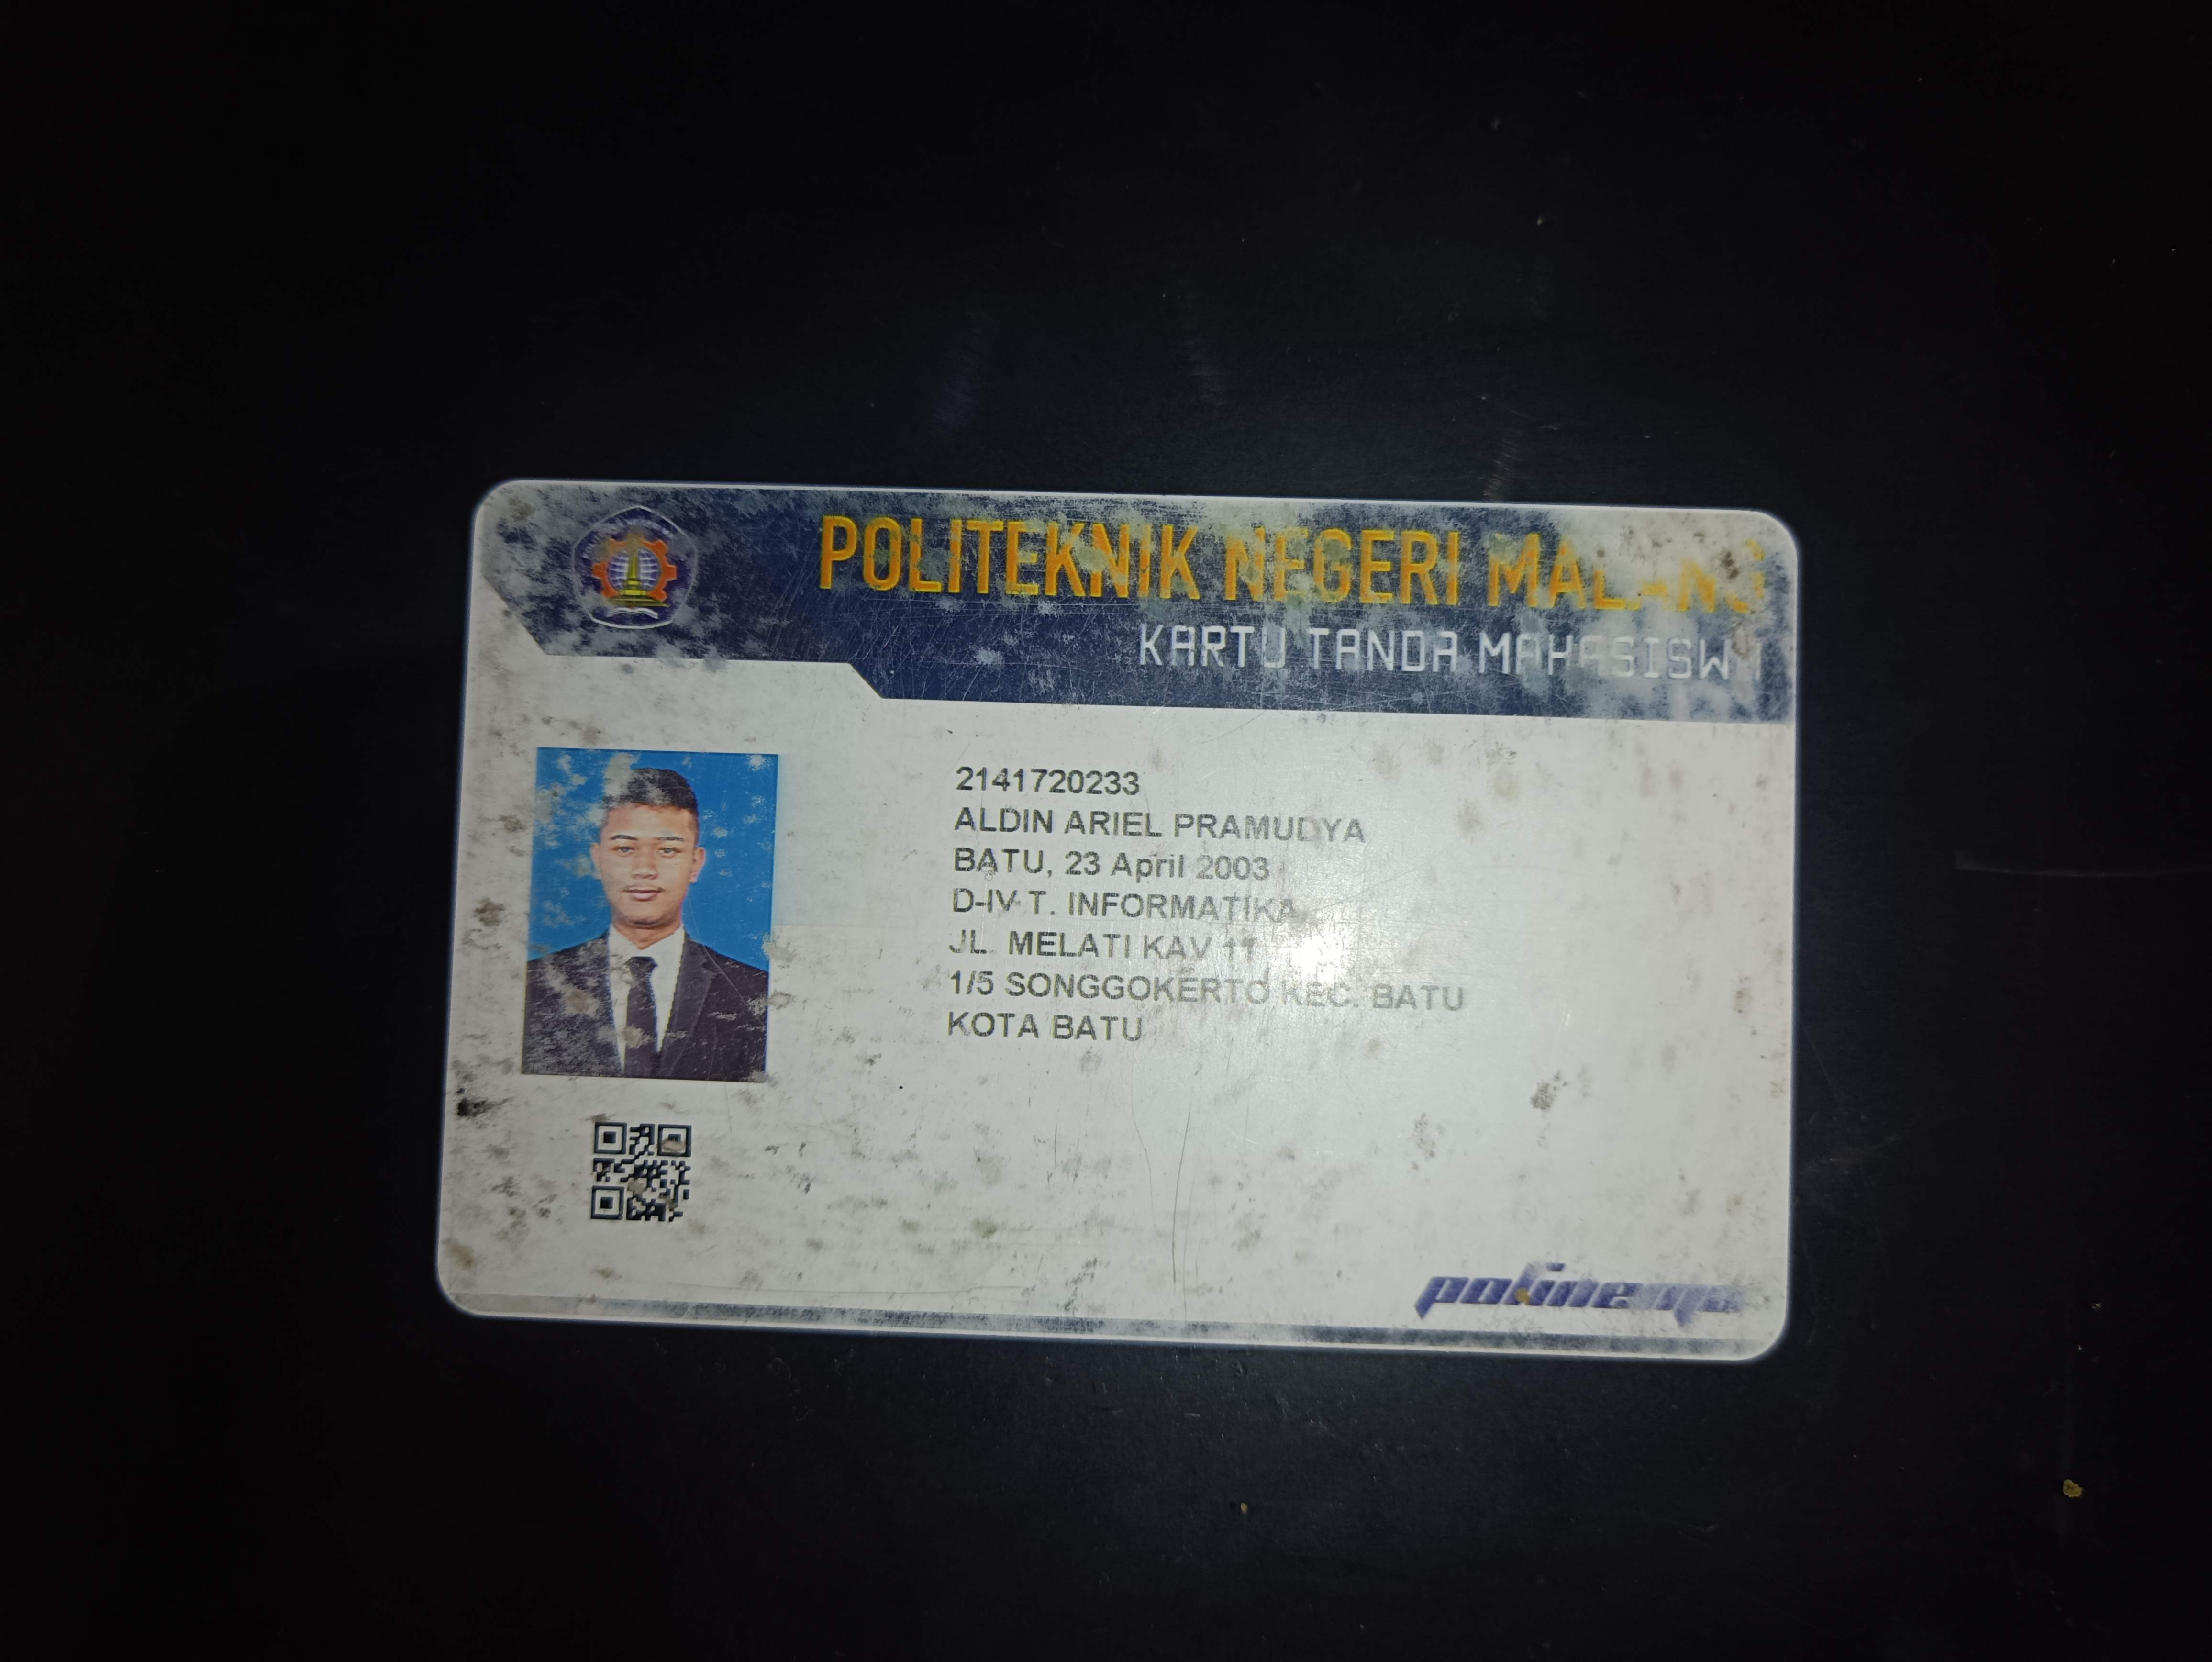 POLITEKNIK NEGERI MALANG
KARTU TANDA MAHASISWA
2141720233
ALDIN ARIEL PRAMUDYA
BATU, 23 April 2003
D-IV T. INFORMATIKA
JL. MELATI KAV 11
1/5 SONGGOKERTO KEC. BATU
KOTA BATU
polinema